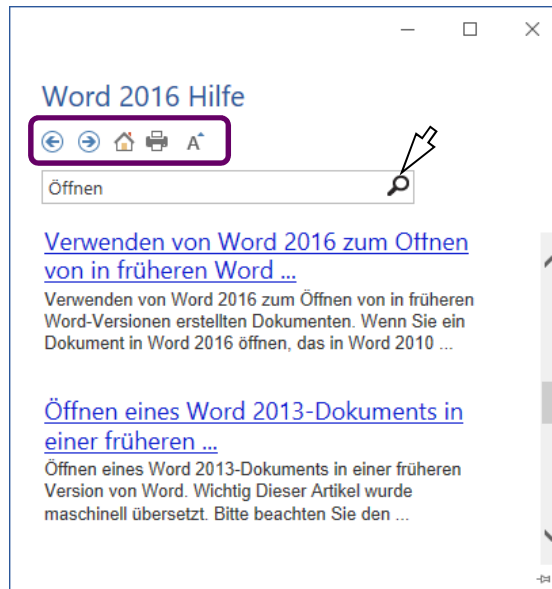 Word 2016 Hilfe
A
Öffnen
Verwenden von Word 2016 zum Öffnen
von in früheren Word ...
Verwenden von Word 2016 zum Öffnen von in früheren
Word-Versionen erstellten Dokumenten. Wenn Sie ein
Dokument in Word 2016 öffnen, das in Word 2010 ...
Öffnen eines Word 2013-Dokuments in
einer früheren ...
Öffnen eines Word 2013-Dokuments in einer früheren
Version von Word. Wichtig Dieser Artikel wurde
maschinell übersetzt. Bitte beachten Sie den ...